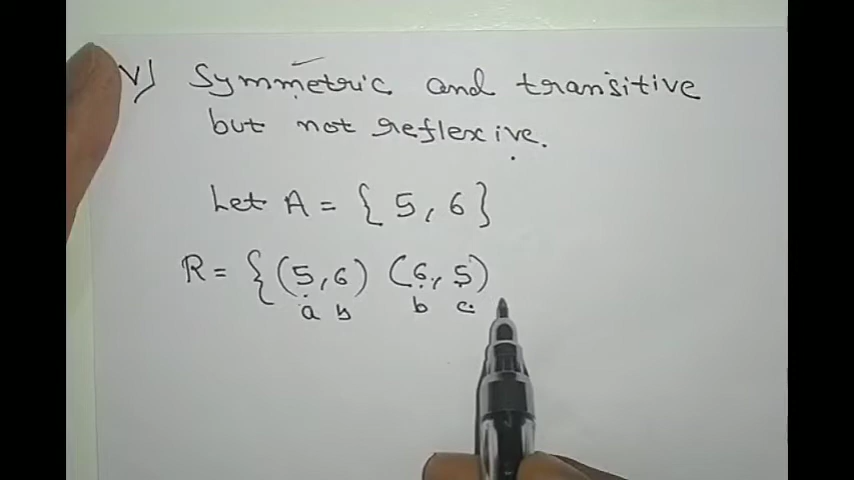 V) Symmetric and transitive
but not reflexive.
Let A = { 5, 6 }
R = { (5, 6) (6, 5)
a b b c